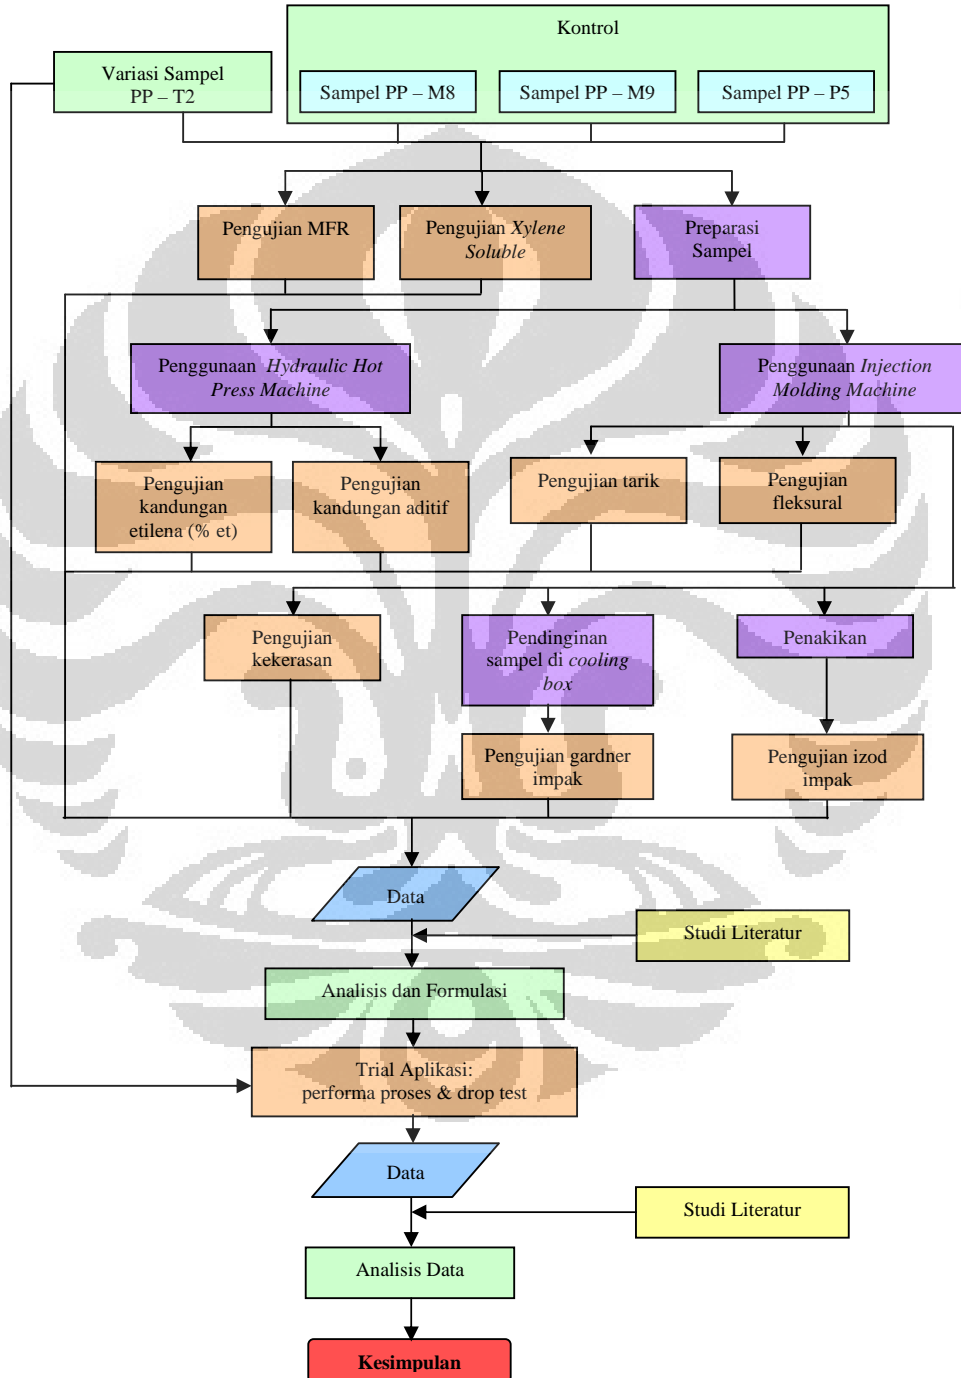 Kontrol
Variasi Sampel
PP – T2
Sampel PP – M8
Sampel PP – M9
Sampel PP – P5
Pengujian MFR
Pengujian Xylene
Soluble
Preparasi
Sampel
Penggunaan Hydraulic Hot
Press Machine
Penggunaan Injection
Molding Machine
Pengujian
kandungan
etilena (% et)
Pengujian
kandungan aditif
Pengujian tarik
Pengujian
fleksural
Pengujian
kekerasan
Pendinginan
sampel di cooling
box
Penakikan
Pengujian gardner
impak
Pengujian izod
impak
Data
Studi Literatur
Analisis dan Formulasi
Trial Aplikasi:
performa proses & drop test
Data
Studi Literatur
Analisis Data
Kesimpulan